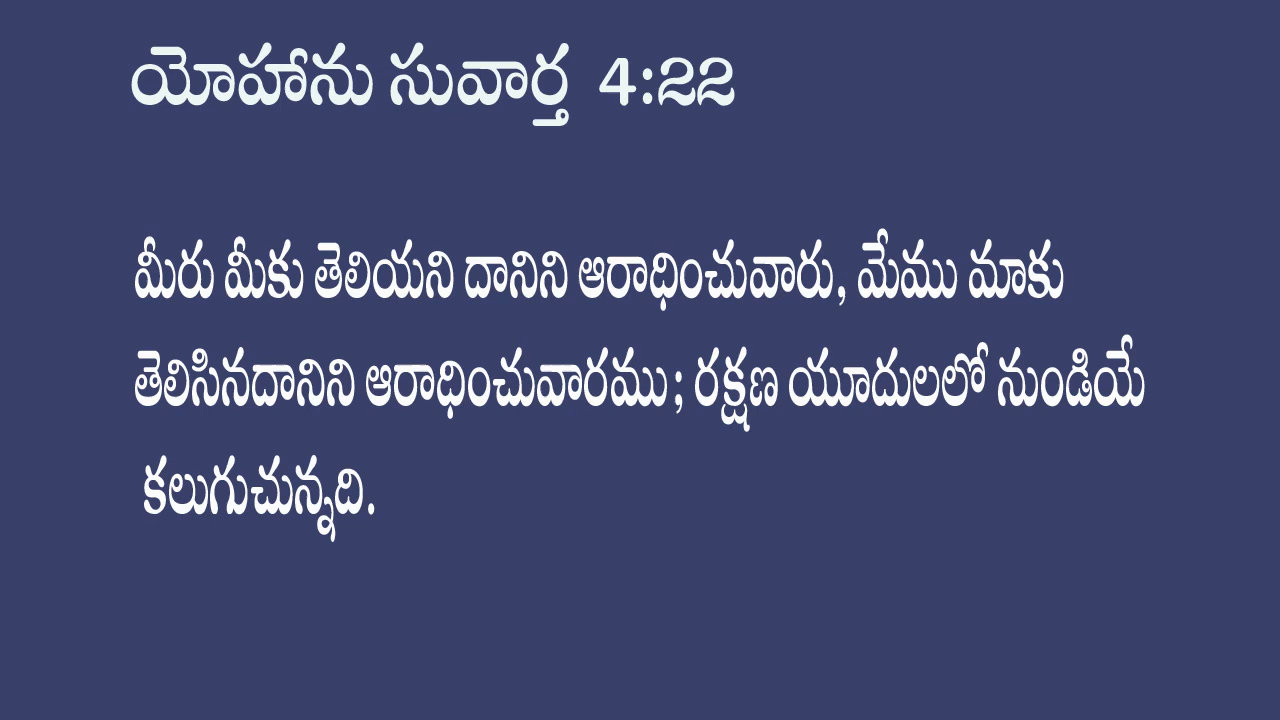 యోహాను సువార్త 4:22
మీరు మీకు తెలియని దానిని ఆరాధించువారు, మేము మాకు
తెలిసినదానిని ఆరాధించువారము; రక్షణ యూదులలో నుండియే
కలుగుచున్నది.